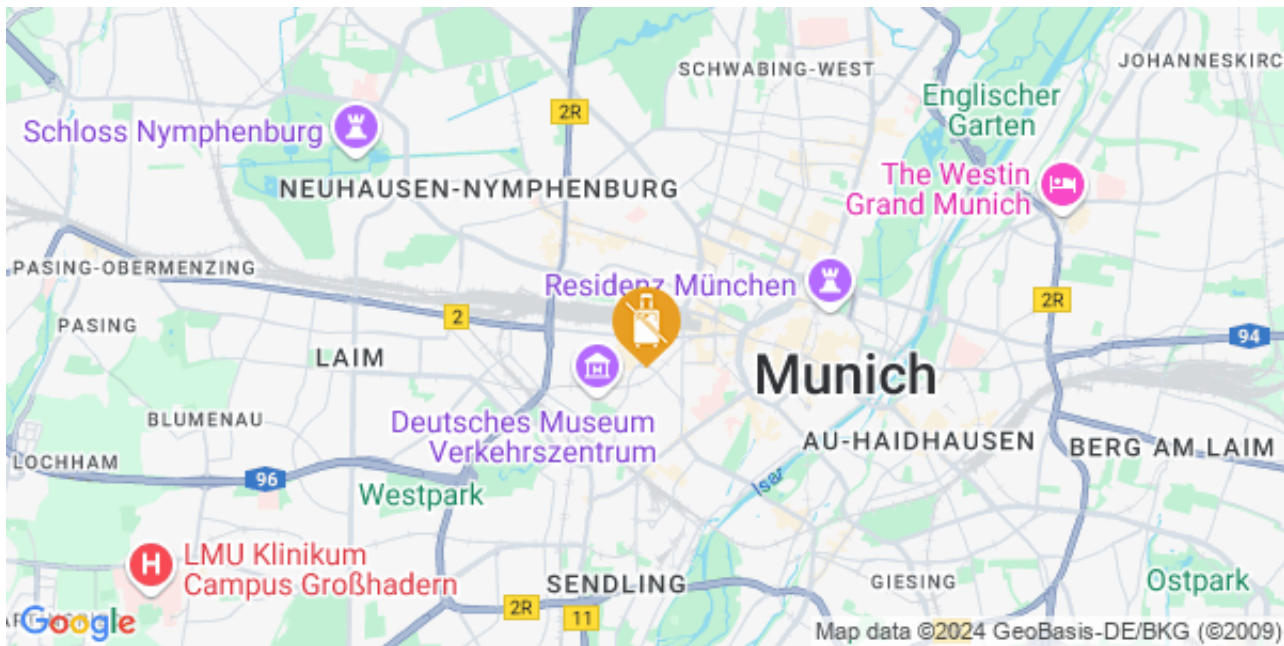 SCHWABING-WEST
JOHANNESKIRC
Englischer
Garten
2R
Schloss Nymphenburg
NEUHAUSEN-NYMPHENBURG
The Westin
Grand Munich
PASING-OBERMENZING
Residenz München
2R
2
PASING
94
LAIM
Munich
Deutsches Museum
Verkehrszentrum
BLUMENAU
AU-HAIDHAUSEN
BERG AM LAIM
LOCHHAM
96
Westpark
Isar
H
LMU Klinikum
Campus Großhadern
SENDLING
GIESING
Ostpark
2R
11
Google
Map data ©2024 GeoBasis-DE/BKG (©2009)